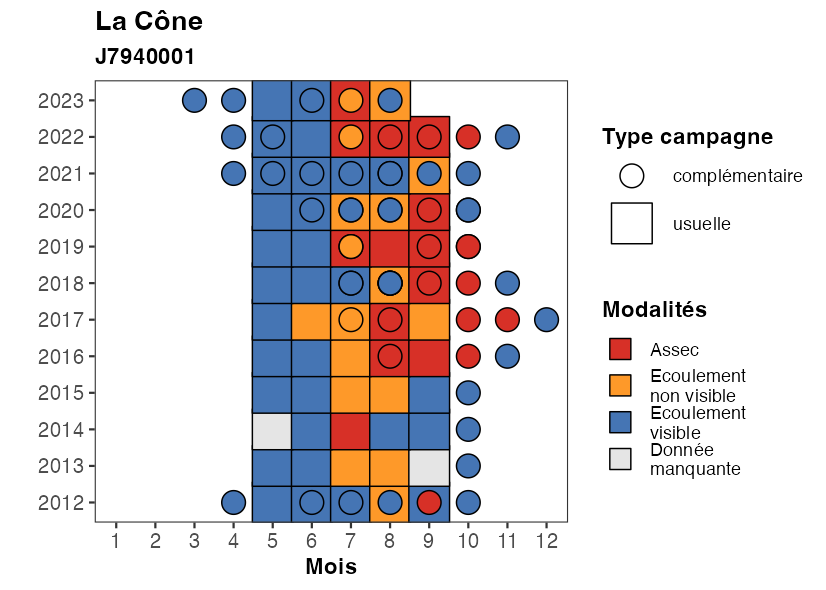 La Cône
J7940001
2023
2022
2021
2020
2019
2018
2017
2016
2015
2014
2013
2012
1 2 3 4 5 6 7 8 9 10 11 12
Mois
Type campagne
complémentaire
usuelle
Modalités
Assec
Ecoulement
non visible
Ecoulement
visible
Donnée
manquante